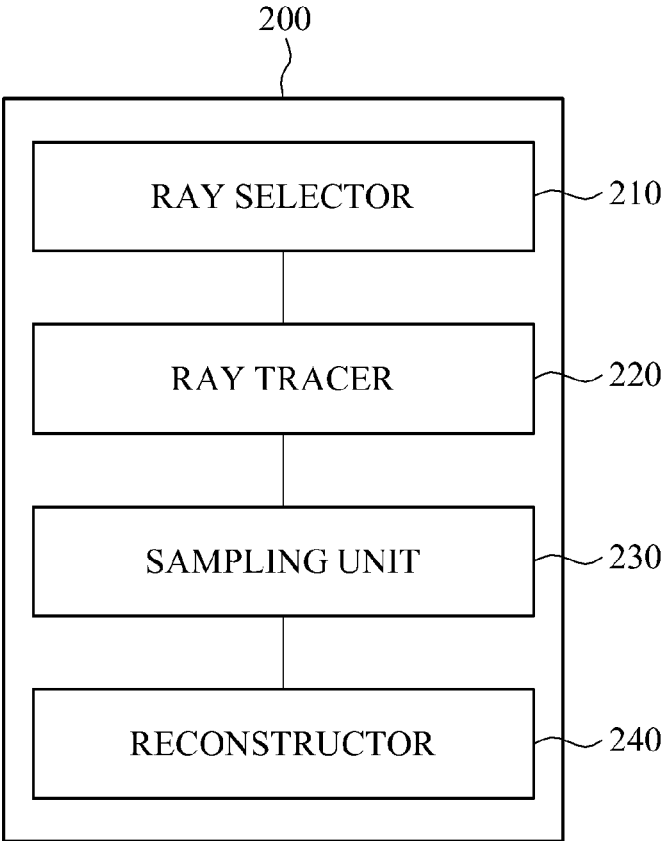 200
RAY SELECTOR
210
RAY TRACER
220
SAMPLING UNIT
230
RECONSTRUCTOR
240